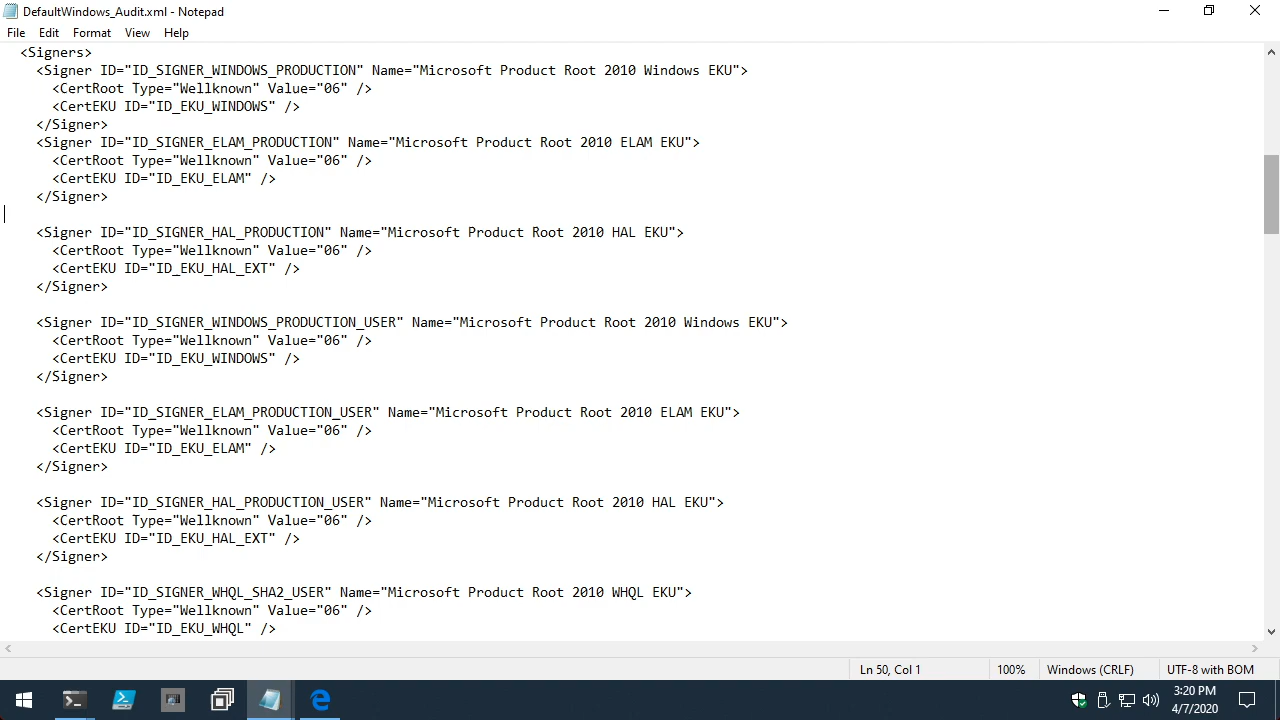 DefaultWindows_Audit.xml - Notepad
File Edit Format View Help
<Signers>
<Signer ID="ID_SIGNER_WINDOWS_PRODUCTION" Name="Microsoft Product Root 2010 Windows EKU">
<CertRoot Type="Wellknown" Value="06" />
<CertEKU ID="ID_EKU_WINDOWS" />
</Signer>
<Signer ID="ID_SIGNER_ELAM_PRODUCTION" Name="Microsoft Product Root 2010 ELAM EKU">
<CertRoot Type="Wellknown" Value="06" />
<CertEKU ID="ID_EKU_ELAM" />
</Signer>
<Signer ID="ID_SIGNER_HAL_PRODUCTION" Name="Microsoft Product Root 2010 HAL EKU">
<CertRoot Type="Wellknown" Value="06" />
<CertEKU ID="ID_EKU_HAL_EXT" />
</Signer>
<Signer ID="ID_SIGNER_WINDOWS_PRODUCTION_USER" Name="Microsoft Product Root 2010 Windows EKU">
<CertRoot Type="Wellknown" Value="06" />
<CertEKU ID="ID_EKU_WINDOWS" />
</Signer>
<Signer ID="ID_SIGNER_ELAM_PRODUCTION_USER" Name="Microsoft Product Root 2010 ELAM EKU">
<CertRoot Type="Wellknown" Value="06" />
<CertEKU ID="ID_EKU_ELAM" />
</Signer>
<Signer ID="ID_SIGNER_HAL_PRODUCTION_USER" Name="Microsoft Product Root 2010 HAL EKU">
<CertRoot Type="Wellknown" Value="06" />
<CertEKU ID="ID_EKU_HAL_EXT" />
</Signer>
<Signer ID="ID_SIGNER_WHQL_SHA2_USER" Name="Microsoft Product Root 2010 WHQL EKU">
<CertRoot Type="Wellknown" Value="06" />
<CertEKU ID="ID_EKU_WHQL" />
Ln 50, Col 1 100% Windows (CRLF) UTF-8 with BOM
3:20 PM
4/7/2020